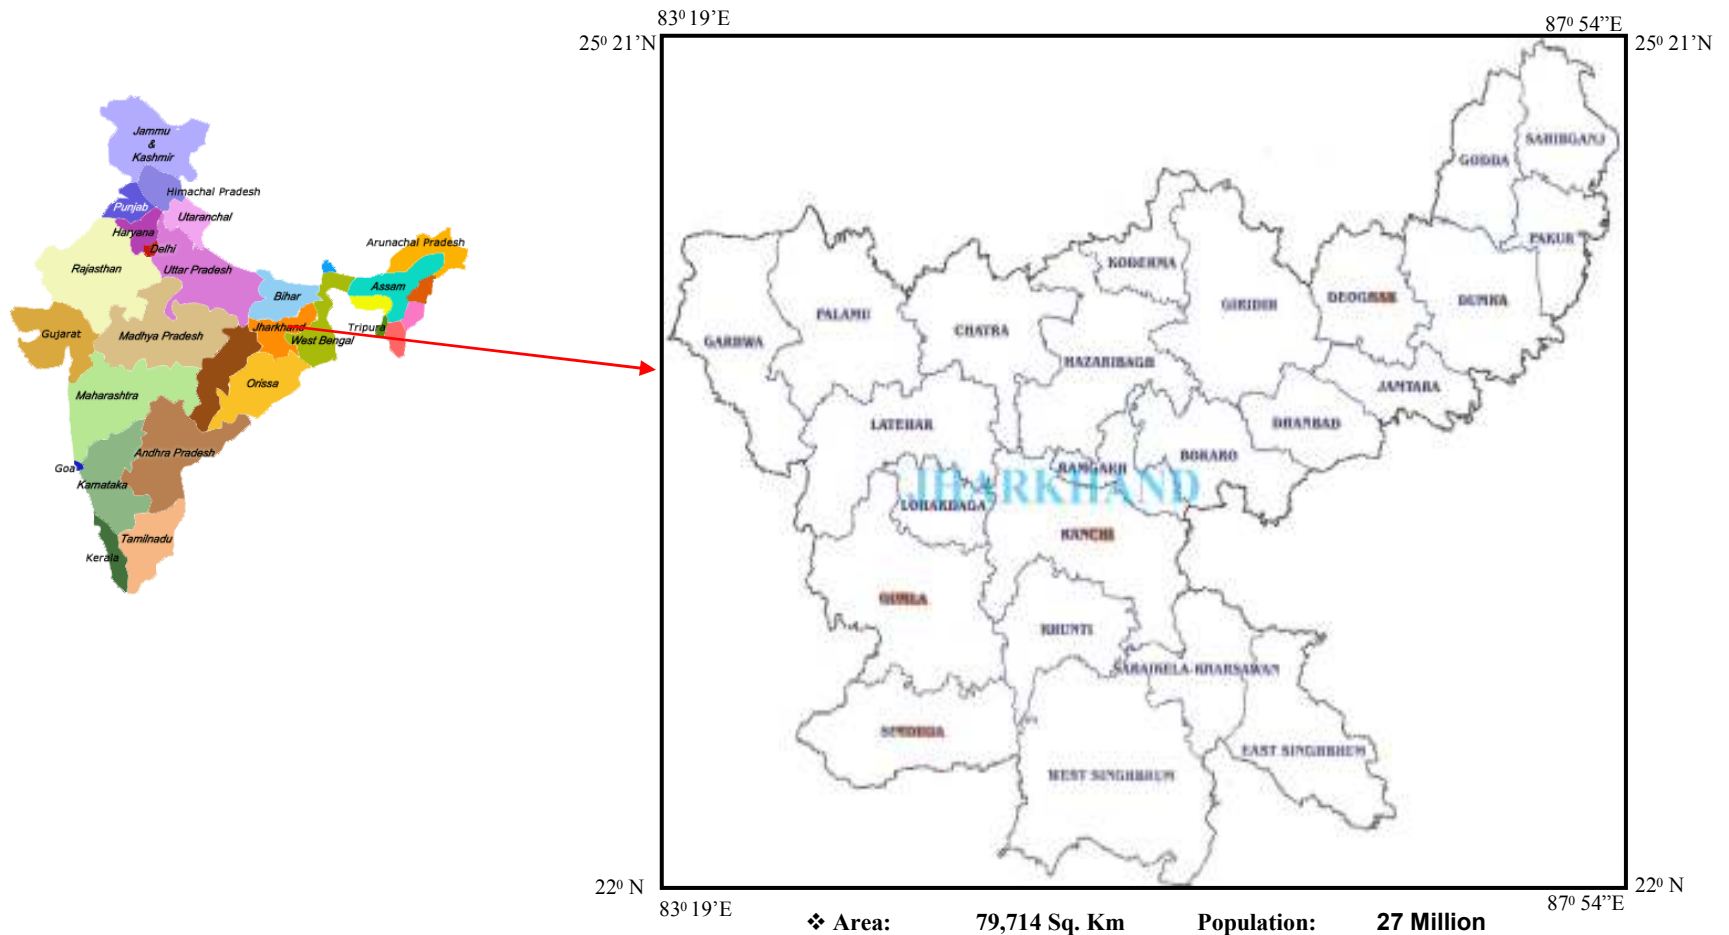 83⁰ 19’E
87⁰ 54”E
25⁰ 21’N
25⁰ 21’N
Jammu
&
Kashmir
Himachal Pradesh
Punjab
Utaranchal
Haryana
Delhi
Arunachal Pradesh
Rajasthan
Uttar Pradesh
Assam
Bihar
Gujarat
Madhya Pradesh
Jharkhand
Tripura
West Bengal
Orissa
Maharashtra
Andhra Pradesh
Goa
Karnataka
Tamilnadu
Kerala
SAHIBGANJ
GODDA
PAKUR
KODERMA
GIRIDIH
DEOGHAR
DUMKA
PALAMU
CHATRA
GARHWA
HAZARIBAGH
JAMTARA
LATEHAR
DHANBAD
BOKARO
RAMGARH
JHARKHAND
LOHARDAGA
RANCHI
GUMLA
KHUNTI
SARAIKELA-KHARSAWAN
SIMDEGA
EAST SINGHBHUM
WEST SINGHBHUM
22⁰ N
22⁰ N
83⁰ 19’E
87⁰ 54”E
❖ Area: 79,714 Sq. Km Population: 27 Million